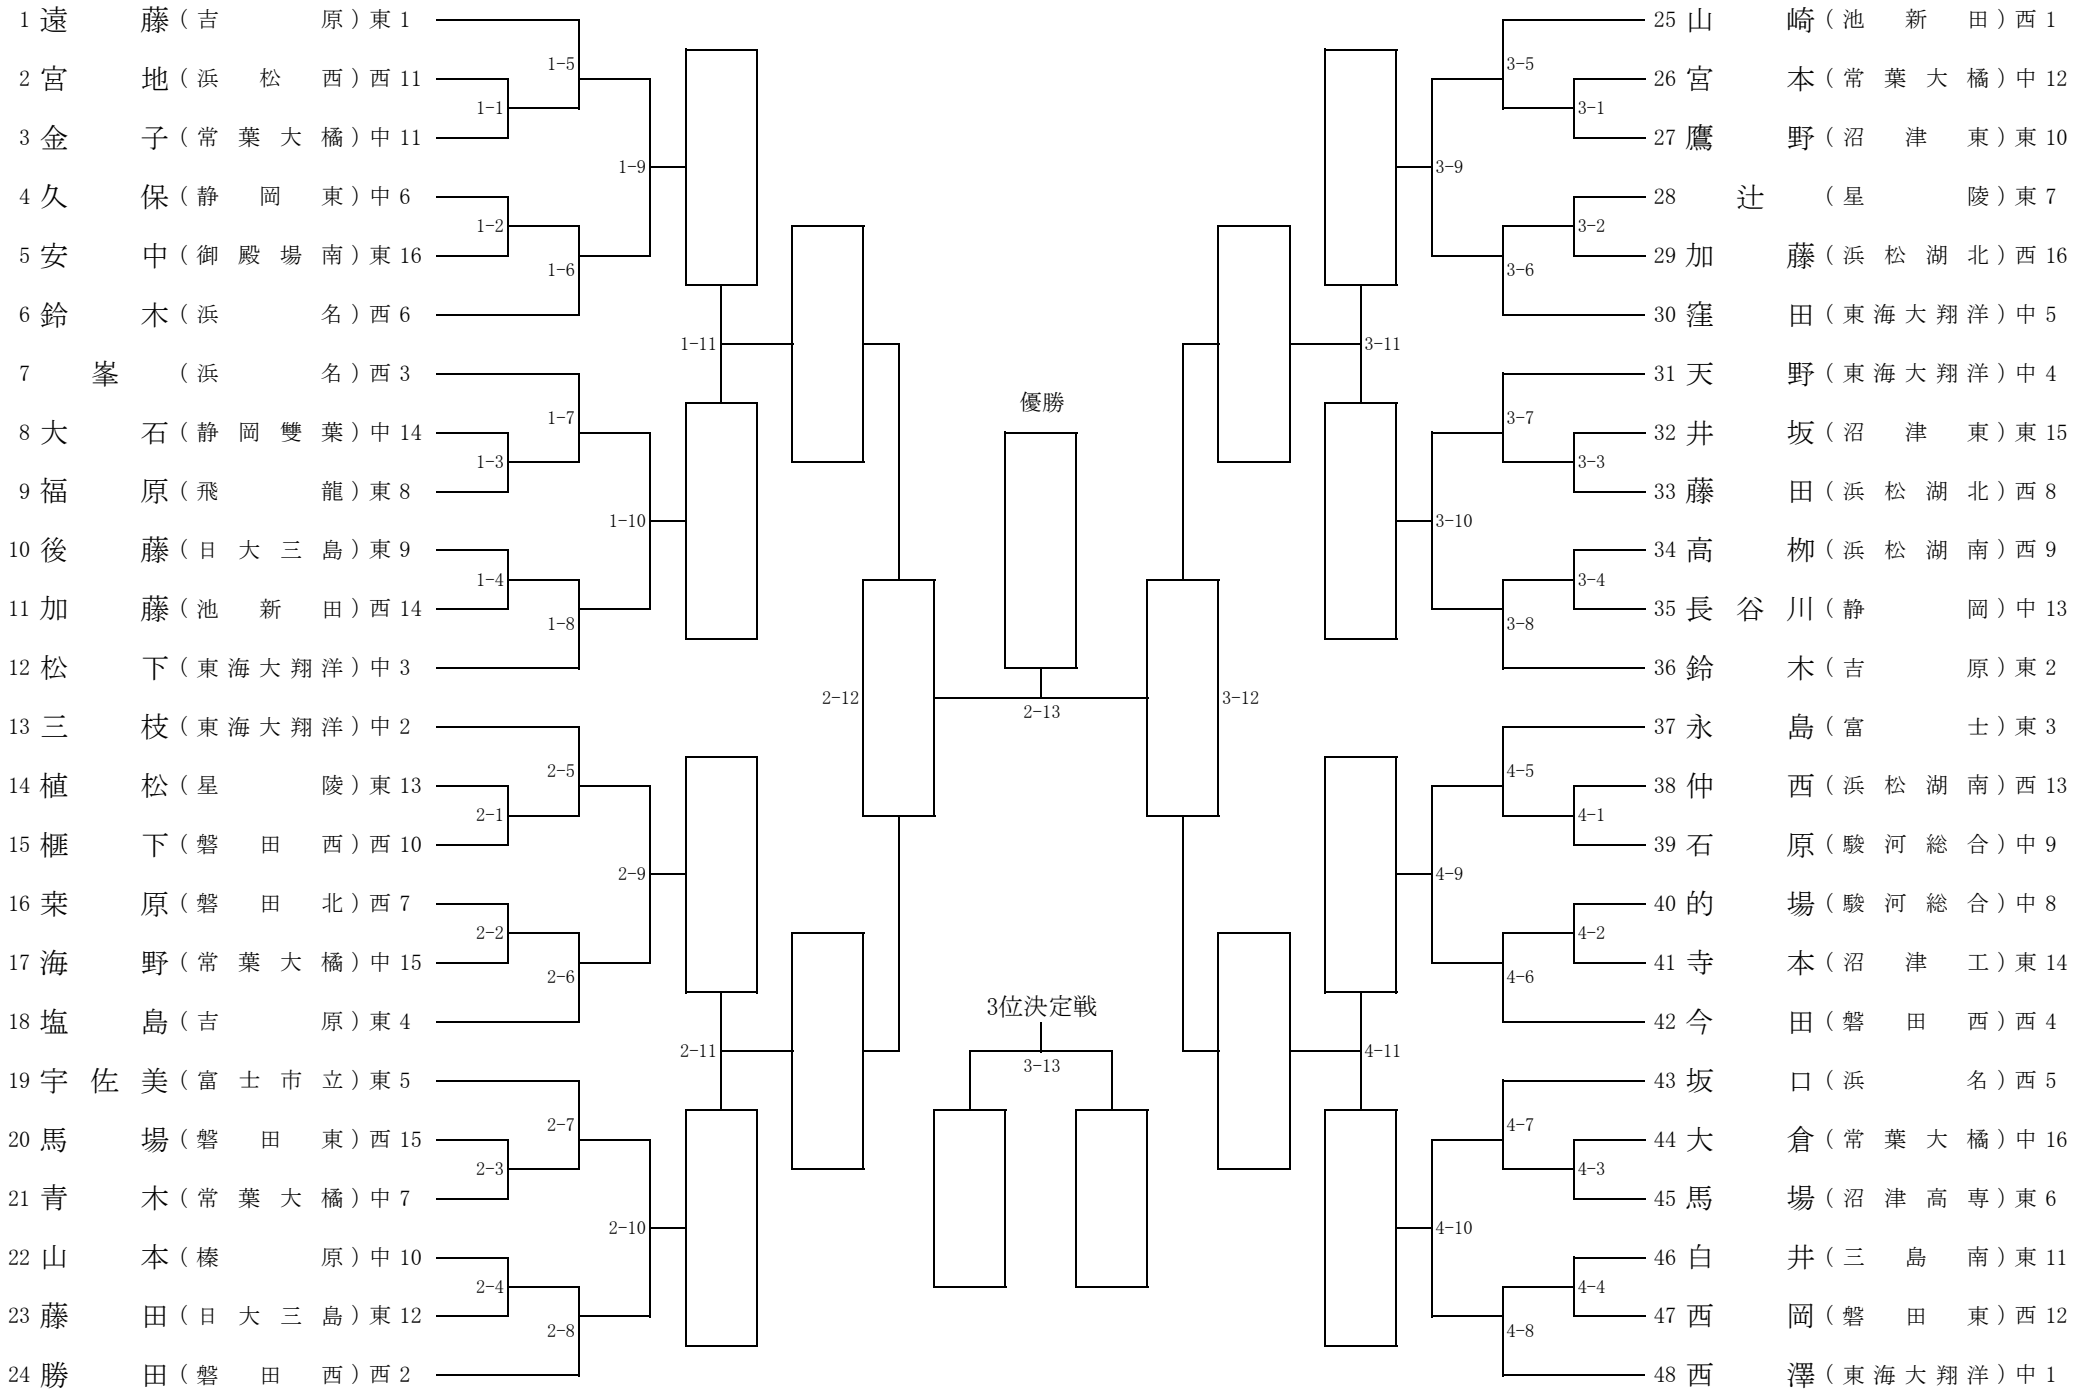 1 遠藤（吉原）東 1
1-5
2 宮地（浜松西）西 11
1-1
3 金子（常葉大橘）中 11
1-9
4 久保（静岡東）中 6
1-2
5 安中（御殿場南）東 16
1-6
6 鈴木（浜名）西 6
1-11
7 峯（浜名）西 3
1-7
8 大石（静岡雙葉）中 14
1-3
9 福原（飛龍）東 8
1-10
10 後藤（日大三島）東 9
1-4
11 加藤（池新田）西 14
1-8
12 松下（東海大翔洋）中 3
2-12
13 三枝（東海大翔洋）中 2
2-5
14 植松（星陵）東 13
2-1
15 榧下（磐田西）西 10
2-9
16 栞原（磐田北）西 7
2-2
17 海野（常葉大橘）中 15
2-6
18 塩島（吉原）東 4
2-11
19 宇佐美（富士市立）東 5
2-7
20 馬場（磐田東）西 15
2-3
21 青木（常葉大橘）中 7
2-10
22 山本（榛原）中 10
2-4
23 藤田（日大三島）東 12
2-8
24 勝田（磐田西）西 2
優勝
2-13
3位決定戦
3-13
25 山崎（池新田）西 1
3-5
26 宮本（常葉大橘）中 12
3-1
27 鷹野（沼津東）東 10
3-9
28 辻（星陵）東 7
3-2
29 加藤（浜松湖北）西 16
3-6
30 窪田（東海大翔洋）中 5
3-11
31 天野（東海大翔洋）中 4
3-7
32 井坂（沼津東）東 15
3-3
33 藤田（浜松湖北）西 8
3-10
34 高栁（浜松湖南）西 9
3-4
35 長谷川（静岡）中 13
3-8
36 鈴木（吉原）東 2
3-12
37 永島（富士）東 3
4-5
38 仲西（浜松湖南）西 13
4-1
39 石原（駿河総合）中 9
4-9
40 的場（駿河総合）中 8
4-2
41 寺本（沼津工）東 14
4-6
42 今田（磐田西）西 4
4-11
43 坂口（浜名）西 5
4-7
44 大倉（常葉大橘）中 16
4-3
45 馬場（沼津高専）東 6
4-10
46 白井（三島南）東 11
4-4
47 西岡（磐田東）西 12
4-8
48 西澤（東海大翔洋）中 1